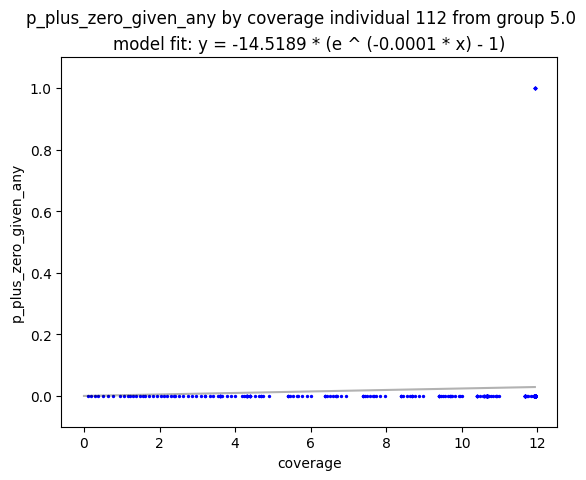 p_plus_zero_given_any by coverage individual 112 from group 5.0
model fit: y = -14.5189 * (e ^ (-0.0001 * x) - 1)
1.0
0.8
0.6
0.4
0.2
0.0
p_plus_zero_given_any
0 2 4 6 8 10 12
coverage